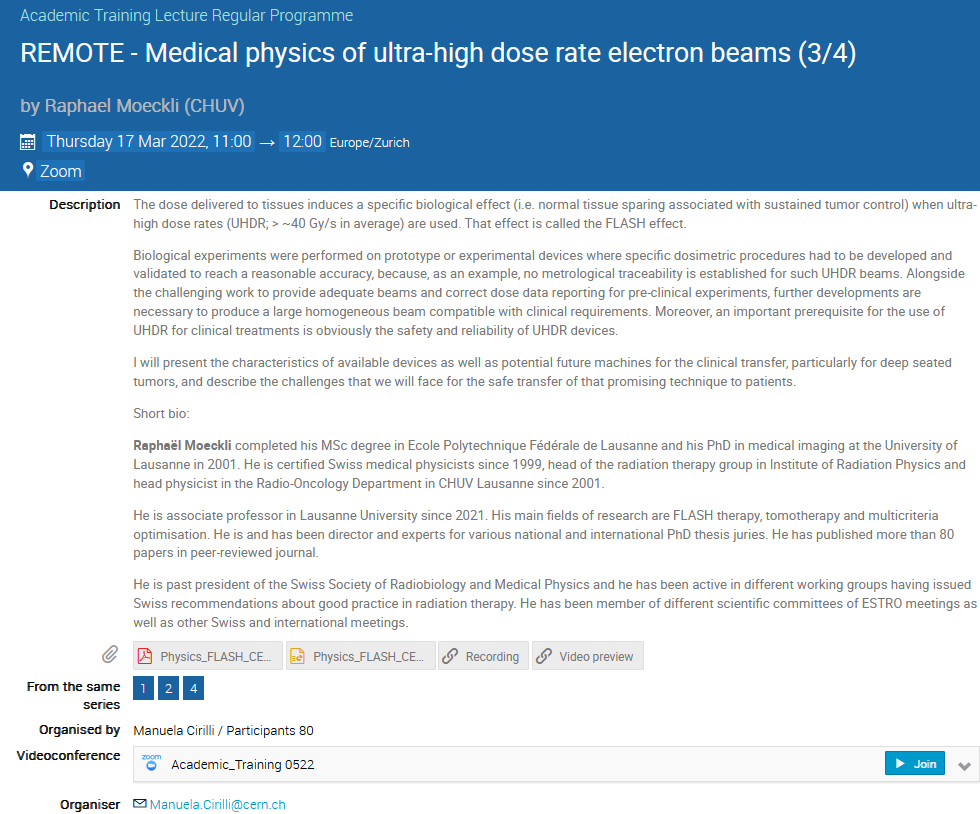 Academic Training Lecture Regular Programme
REMOTE - Medical physics of ultra-high dose rate electron beams (3/4)
by Raphael Moeckli (CHUV)
Thursday 17 Mar 2022, 11:00 → 12:00 Europe/Zurich
Zoom
Description
The dose delivered to tissues induces a specific biological effect (i.e. normal tissue sparing associated with sustained tumor control) when ultra-
high dose rates (UHDR; > ~40 Gy/s in average) are used. That effect is called the FLASH effect.
Biological experiments were performed on prototype or experimental devices where specific dosimetric procedures had to be developed and
validated to reach a reasonable accuracy, because, as an example, no metrological traceability is established for such UHDR beams. Alongside
the challenging work to provide adequate beams and correct dose data reporting for pre-clinical experiments, further developments are
necessary to produce a large homogeneous beam compatible with clinical requirements. Moreover, an important prerequisite for the use of
UHDR for clinical treatments is obviously the safety and reliability of UHDR devices.
I will present the characteristics of available devices as well as potential future machines for the clinical transfer, particularly for deep seated
tumors, and describe the challenges that we will face for the safe transfer of that promising technique to patients.
Short bio:
Raphaël Moeckli completed his MSc degree in Ecole Polytechnique Fédérale de Lausanne and his PhD in medical imaging at the University of
Lausanne in 2001. He is certified Swiss medical physicists since 1999, head of the radiation therapy group in Institute of Radiation Physics and
head physicist in the Radio-Oncology Department in CHUV Lausanne since 2001.
He is associate professor in Lausanne University since 2021. His main fields of research are FLASH therapy, tomotherapy and multicriteria
optimisation. He is and has been director and experts for various national and international PhD thesis juries. He has published more than 80
papers in peer-reviewed journal.
He is past president of the Swiss Society of Radiobiology and Medical Physics and he has been active in different working groups having issued
Swiss recommendations about good practice in radiation therapy. He has been member of different scientific committees of ESTRO meetings as
well as other Swiss and international meetings.
Physics_FLASH_CE... Physics_FLASH_CE... Recording Video preview
From the same
series
1 2 4
Organised by Manuela Cirilli / Participants 80
Videoconference
zoom Academic_Training 0522 Join
Organiser Manuela.Cirilli@cern.ch